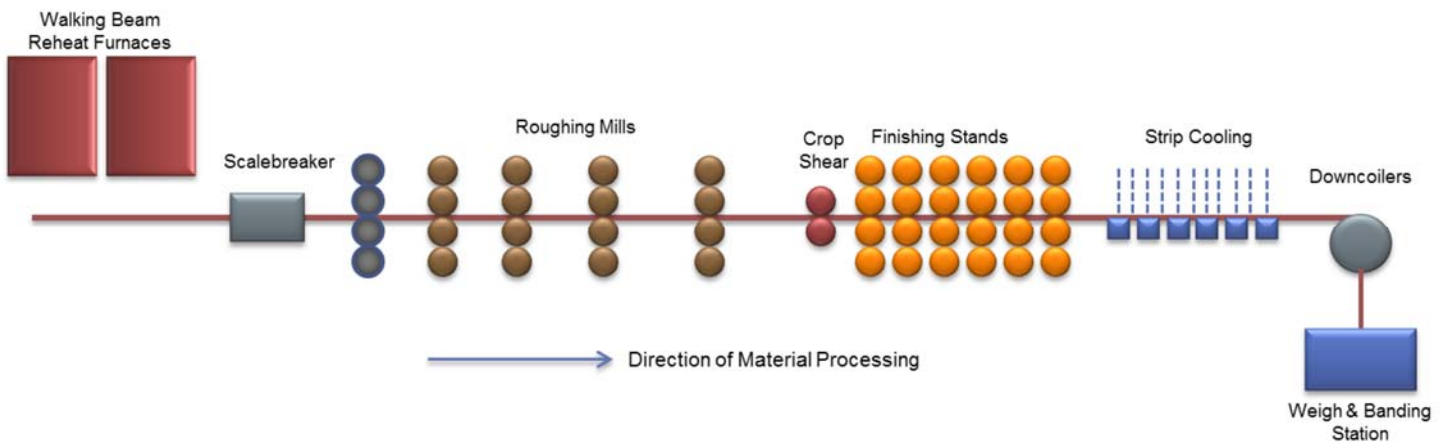 Walking Beam
Reheat Furnaces
Scalebreaker
Roughing Mills
Crop
Shear
Finishing Stands
Strip Cooling
Downcoilers
Direction of Material Processing
Weigh & Banding
Station